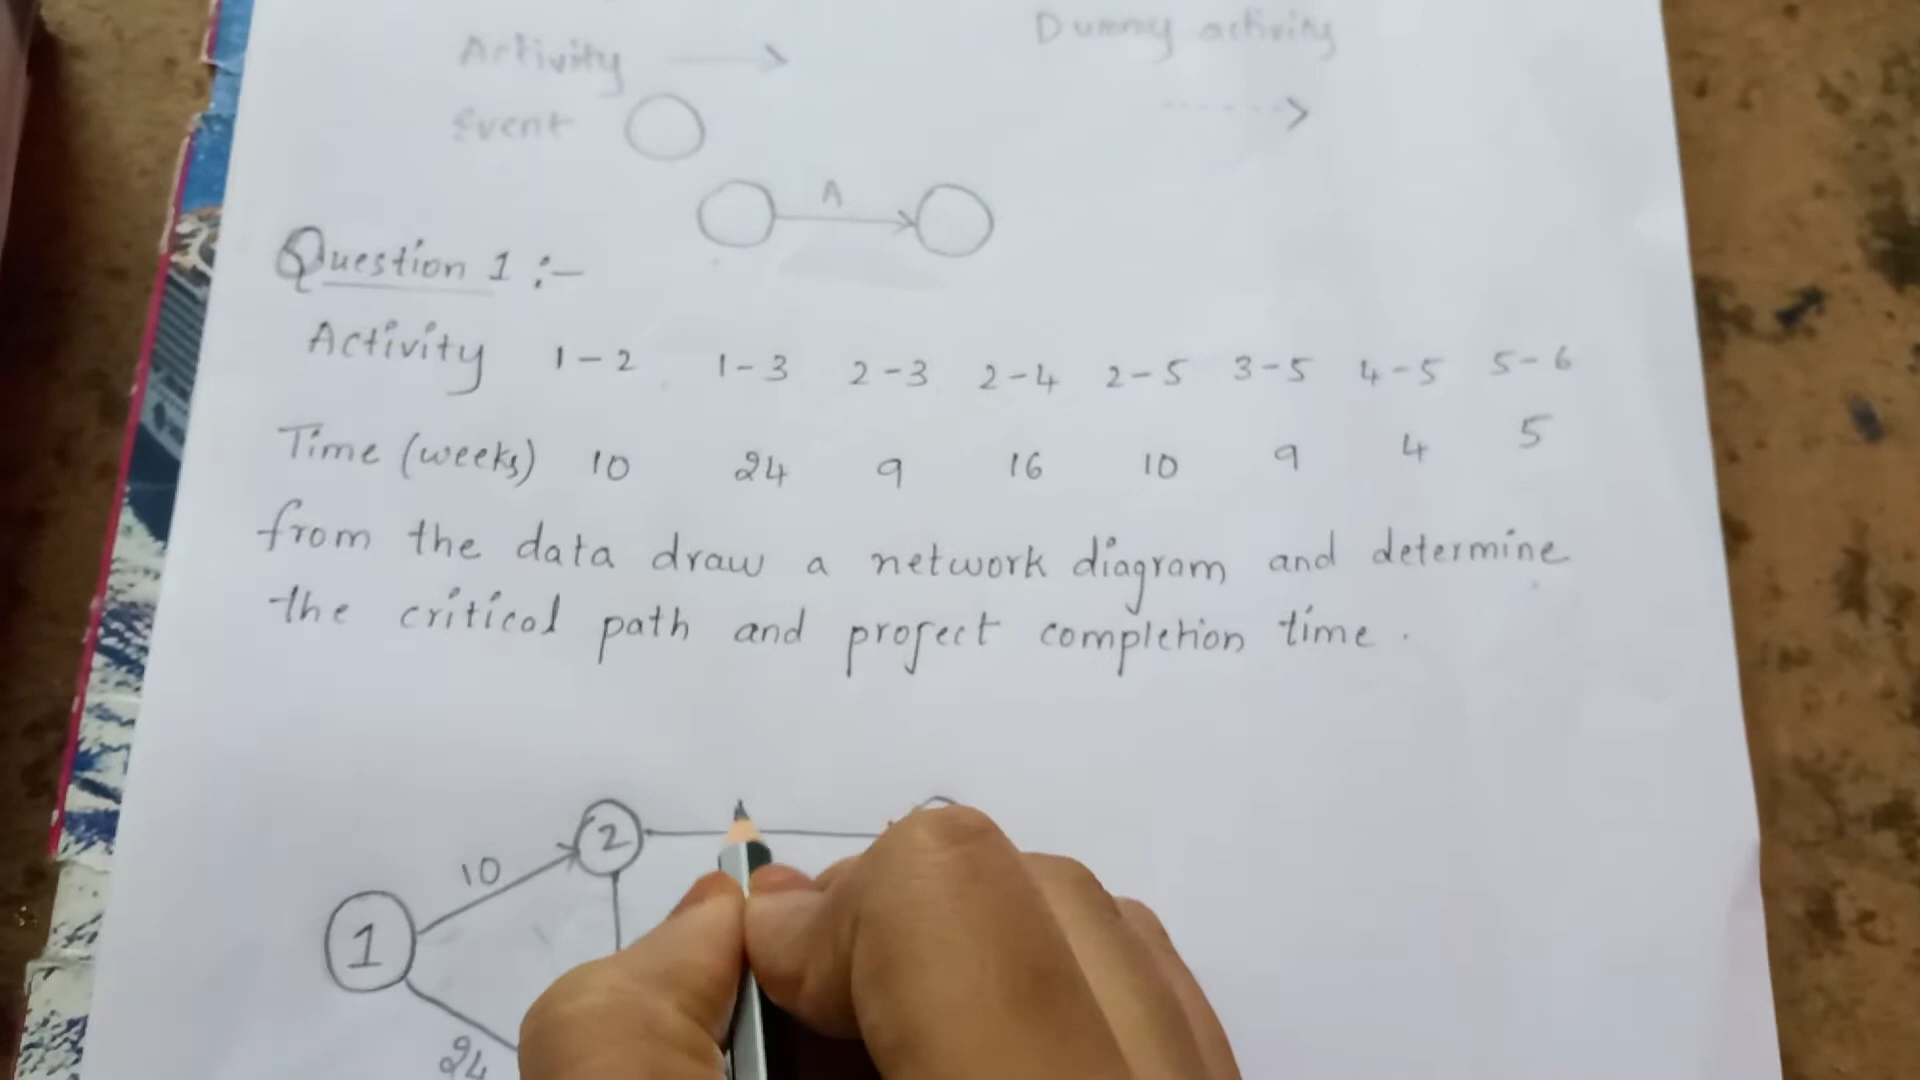 Activity
Dummy activity
Event
A
Question 1 :-
Activity 1-2 1-3 2-3 2-4 2-5 3-5 4-5 5-6
Time (weeks) 10 24 9 16 10 9 4 5
from the data draw a network diagram and determine
the critical path and project completion time .
2
10
1
24